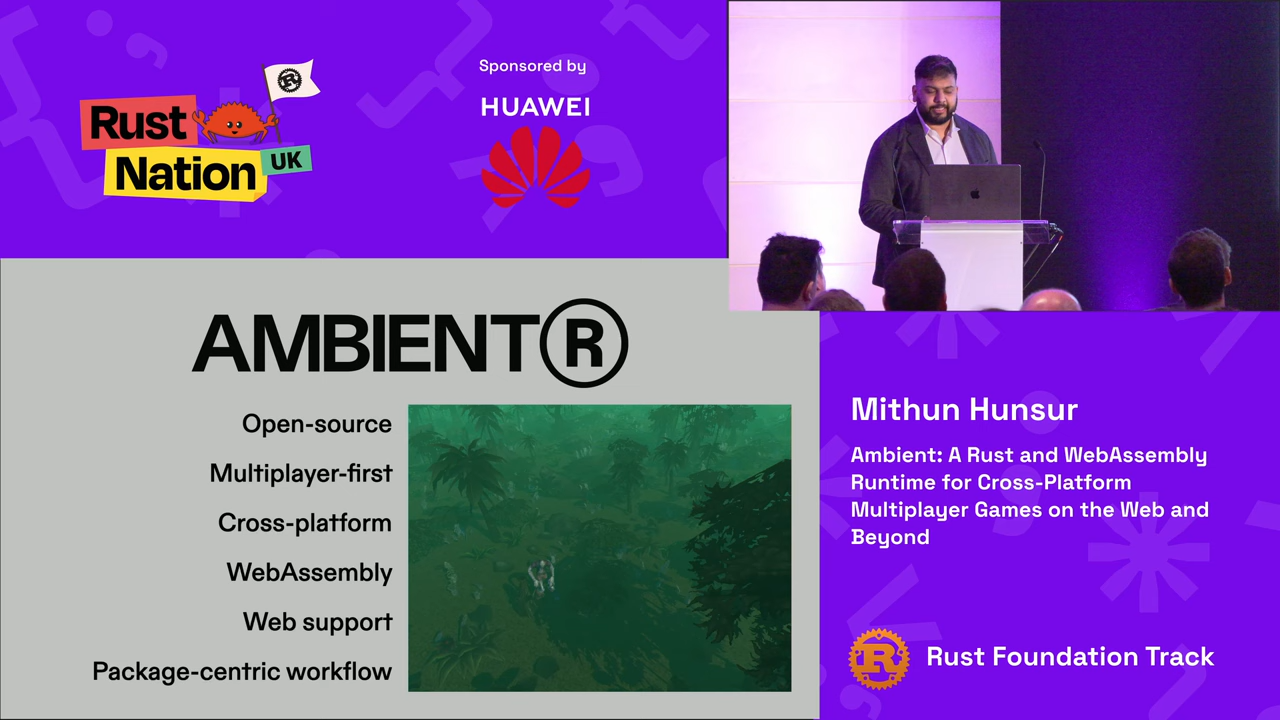 Rust
Nation
UK
Sponsored by
HUAWEI
AMBIENT®
Open-source
Multiplayer-first
Cross-platform
WebAssembly
Web support
Package-centric workflow
Mithun Hunsur
Ambient: A Rust and WebAssembly
Runtime for Cross-Platform
Multiplayer Games on the Web and
Beyond
R
Rust Foundation Track